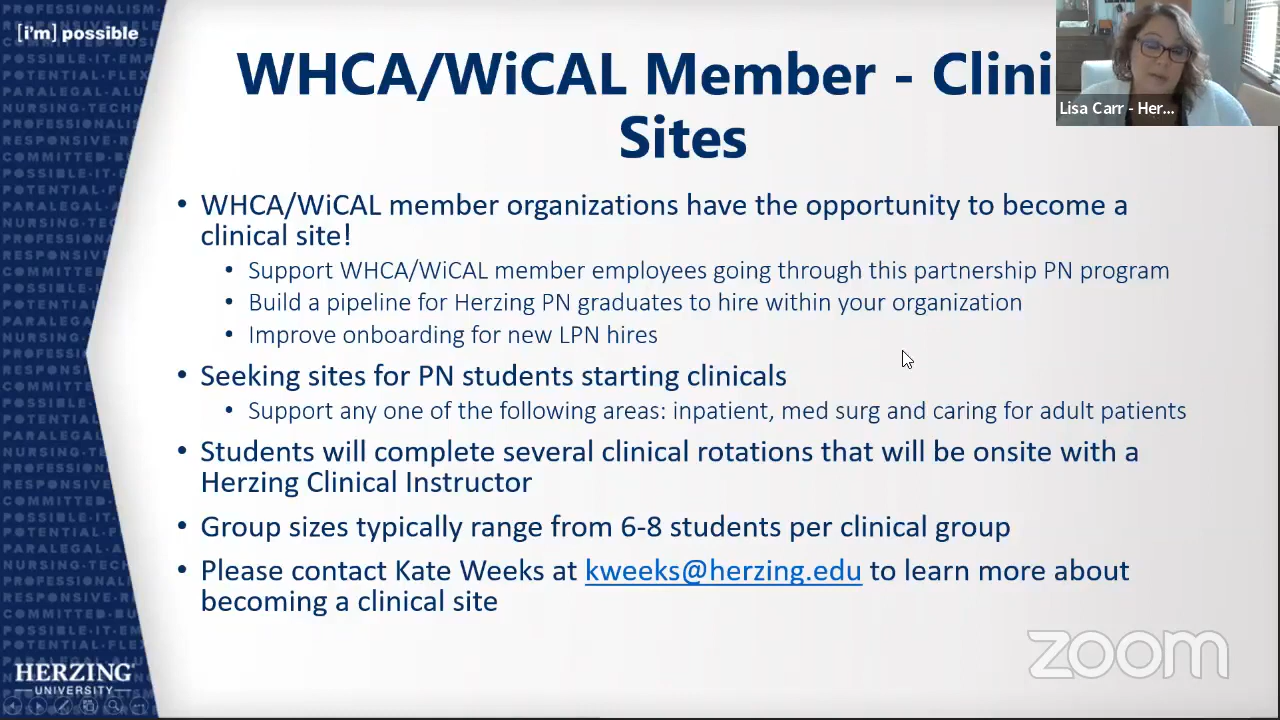 [i'm] possible
WHCA/WiCAL Member - Clini
Sites
Lisa Carr - Her...
• WHCA/WiCAL member organizations have the opportunity to become a
clinical site!
• Support WHCA/WiCAL member employees going through this partnership PN program
• Build a pipeline for Herzing PN graduates to hire within your organization
• Improve onboarding for new LPN hires
• Seeking sites for PN students starting clinicals
• Support any one of the following areas: inpatient, med surg and caring for adult patients
• Students will complete several clinical rotations that will be onsite with a
Herzing Clinical Instructor
• Group sizes typically range from 6-8 students per clinical group
• Please contact Kate Weeks at kweeks@herzing.edu to learn more about
becoming a clinical site
HERZING
UNIVERSITY
zoom